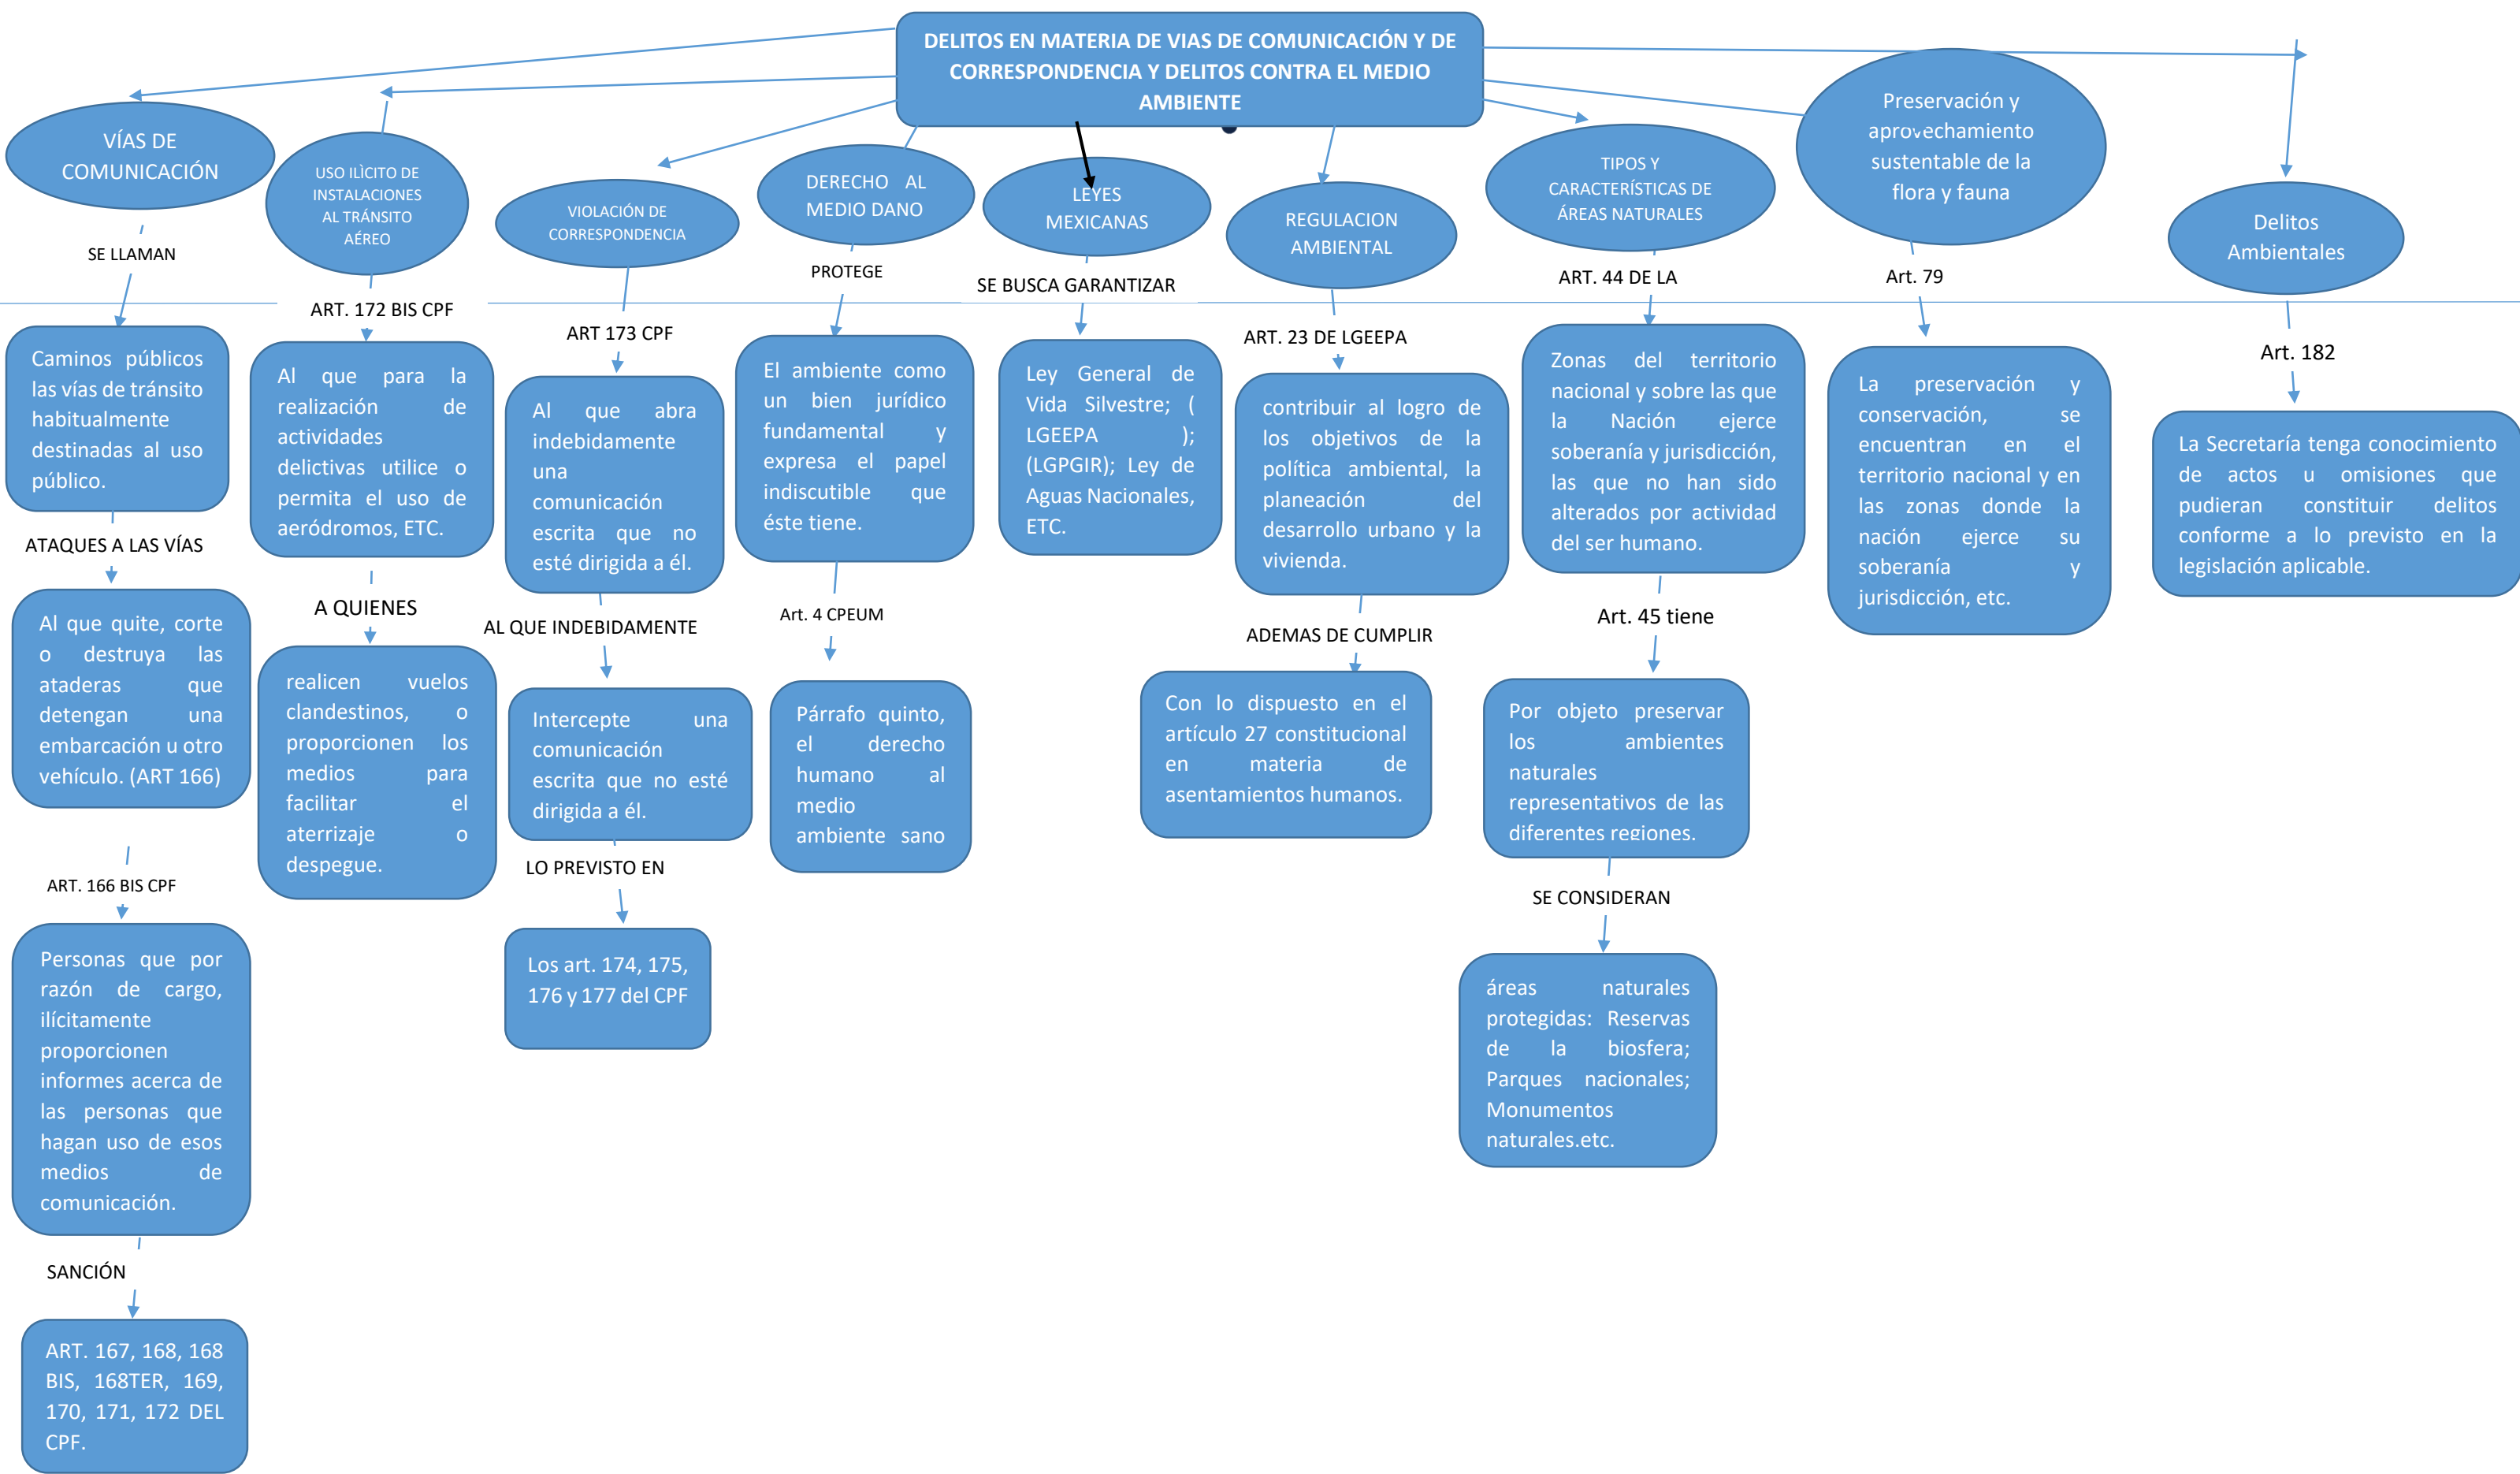 DELITOS EN MATERIA DE VIAS DE COMUNICACIÓN Y DE
CORRESPONDENCIA Y DELITOS CONTRA EL MEDIO
AMBIENTE
VÍAS DE
COMUNICACIÓN
SE LLAMAN
Caminos públicos
las vías de tránsito
habitualmente
destinadas al uso
público.
ATAQUES A LAS VÍAS
Al que quite, corte
o destruya las
ataderas que
detengan una
embarcación u otro
vehículo. (ART 166)
ART. 166 BIS CPF
Personas que por
razón de cargo,
ilícitamente
proporcionen
informes acerca de
las personas que
hagan uso de esos
medios de
comunicación.
SANCIÓN
ART. 167, 168, 168
BIS, 168TER, 169,
170, 171, 172 DEL
CPF.
USO ILÌCITO DE
INSTALACIONES
AL TRÁNSITO
AÉREO
ART. 172 BIS CPF
Al que para la
realización de
actividades
delictivas utilice o
permita el uso de
aeródromos, ETC.
A QUIENES
realicen vuelos
clandestinos, o
proporcionen los
medios para
facilitar el
aterrizaje o
despegue.
VIOLACIÓN DE
CORRESPONDENCIA
ART 173 CPF
Al que abra
indebidamente
una
comunicación
escrita que no
esté dirigida a él.
AL QUE INDEBIDAMENTE
Intercepte una
comunicación
escrita que no esté
dirigida a él.
LO PREVISTO EN
Los art. 174, 175,
176 y 177 del CPF
DERECHO AL
MEDIO DANO
PROTEGE
El ambiente como
un bien jurídico
fundamental y
expresa el papel
indiscutible que
éste tiene.
Art. 4 CPEUM
Párrafo quinto,
el derecho
humano al
medio
ambiente sano
LEYES
MEXICANAS
SE BUSCA GARANTIZAR
Ley General de
Vida Silvestre; (
LGEEPA );
(LGPGIR); Ley de
Aguas Nacionales,
ETC.
REGULACION
AMBIENTAL
ART. 23 DE LGEEPA
contribuir al logro de
los objetivos de la
política ambiental, la
planeación del
desarrollo urbano y la
vivienda.
ADEMAS DE CUMPLIR
Con lo dispuesto en el
artículo 27 constitucional
en materia de
asentamientos humanos.
TIPOS Y
CARACTERÍSTICAS DE
ÁREAS NATURALES
ART. 44 DE LA
Zonas del territorio
nacional y sobre las que
la Nación ejerce
soberanía y jurisdicción,
las que no han sido
alterados por actividad
del ser humano.
Art. 45 tiene
Por objeto preservar
los ambientes
naturales
representativos de las
diferentes regiones.
SE CONSIDERAN
áreas naturales
protegidas: Reservas
de la biosfera;
Parques nacionales;
Monumentos
naturales.etc.
Preservación y
aprovechamiento
sustentable de la
flora y fauna
Art. 79
La preservación y
conservación, se
encuentran en el
territorio nacional y en
las zonas donde la
nación ejerce su
soberanía y
jurisdicción, etc.
Delitos
Ambientales
Art. 182
La Secretaría tenga conocimiento
de actos u omisiones que
pudieran constituir delitos
conforme a lo previsto en la
legislación aplicable.